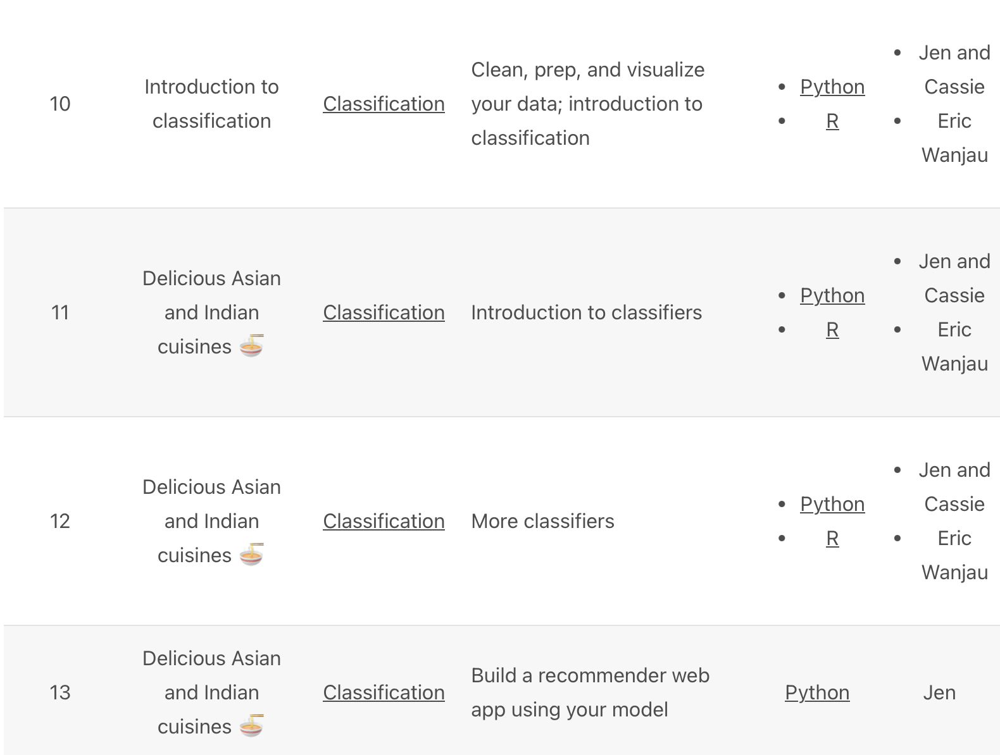 10
Introduction to
classification
Classification
Clean, prep, and visualize
your data; introduction to
classification
• Python
• R
• Jen and
Cassie
• Eric
Wanjau
11
Delicious Asian
and Indian
cuisines 🍜
Classification
Introduction to classifiers
• Python
• R
• Jen and
Cassie
• Eric
Wanjau
12
Delicious Asian
and Indian
cuisines 🍜
Classification
More classifiers
• Python
• R
• Jen and
Cassie
• Eric
Wanjau
13
Delicious Asian
and Indian
cuisines 🍜
Classification
Build a recommender web
app using your model
Python
Jen